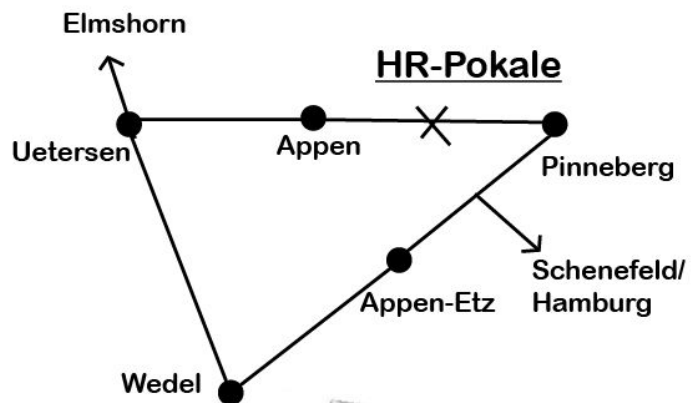 Elmshorn
HR-Pokale
Uetersen
Appen
Pinneberg
Appen-Etz
Schenefeld/
Hamburg
Wedel